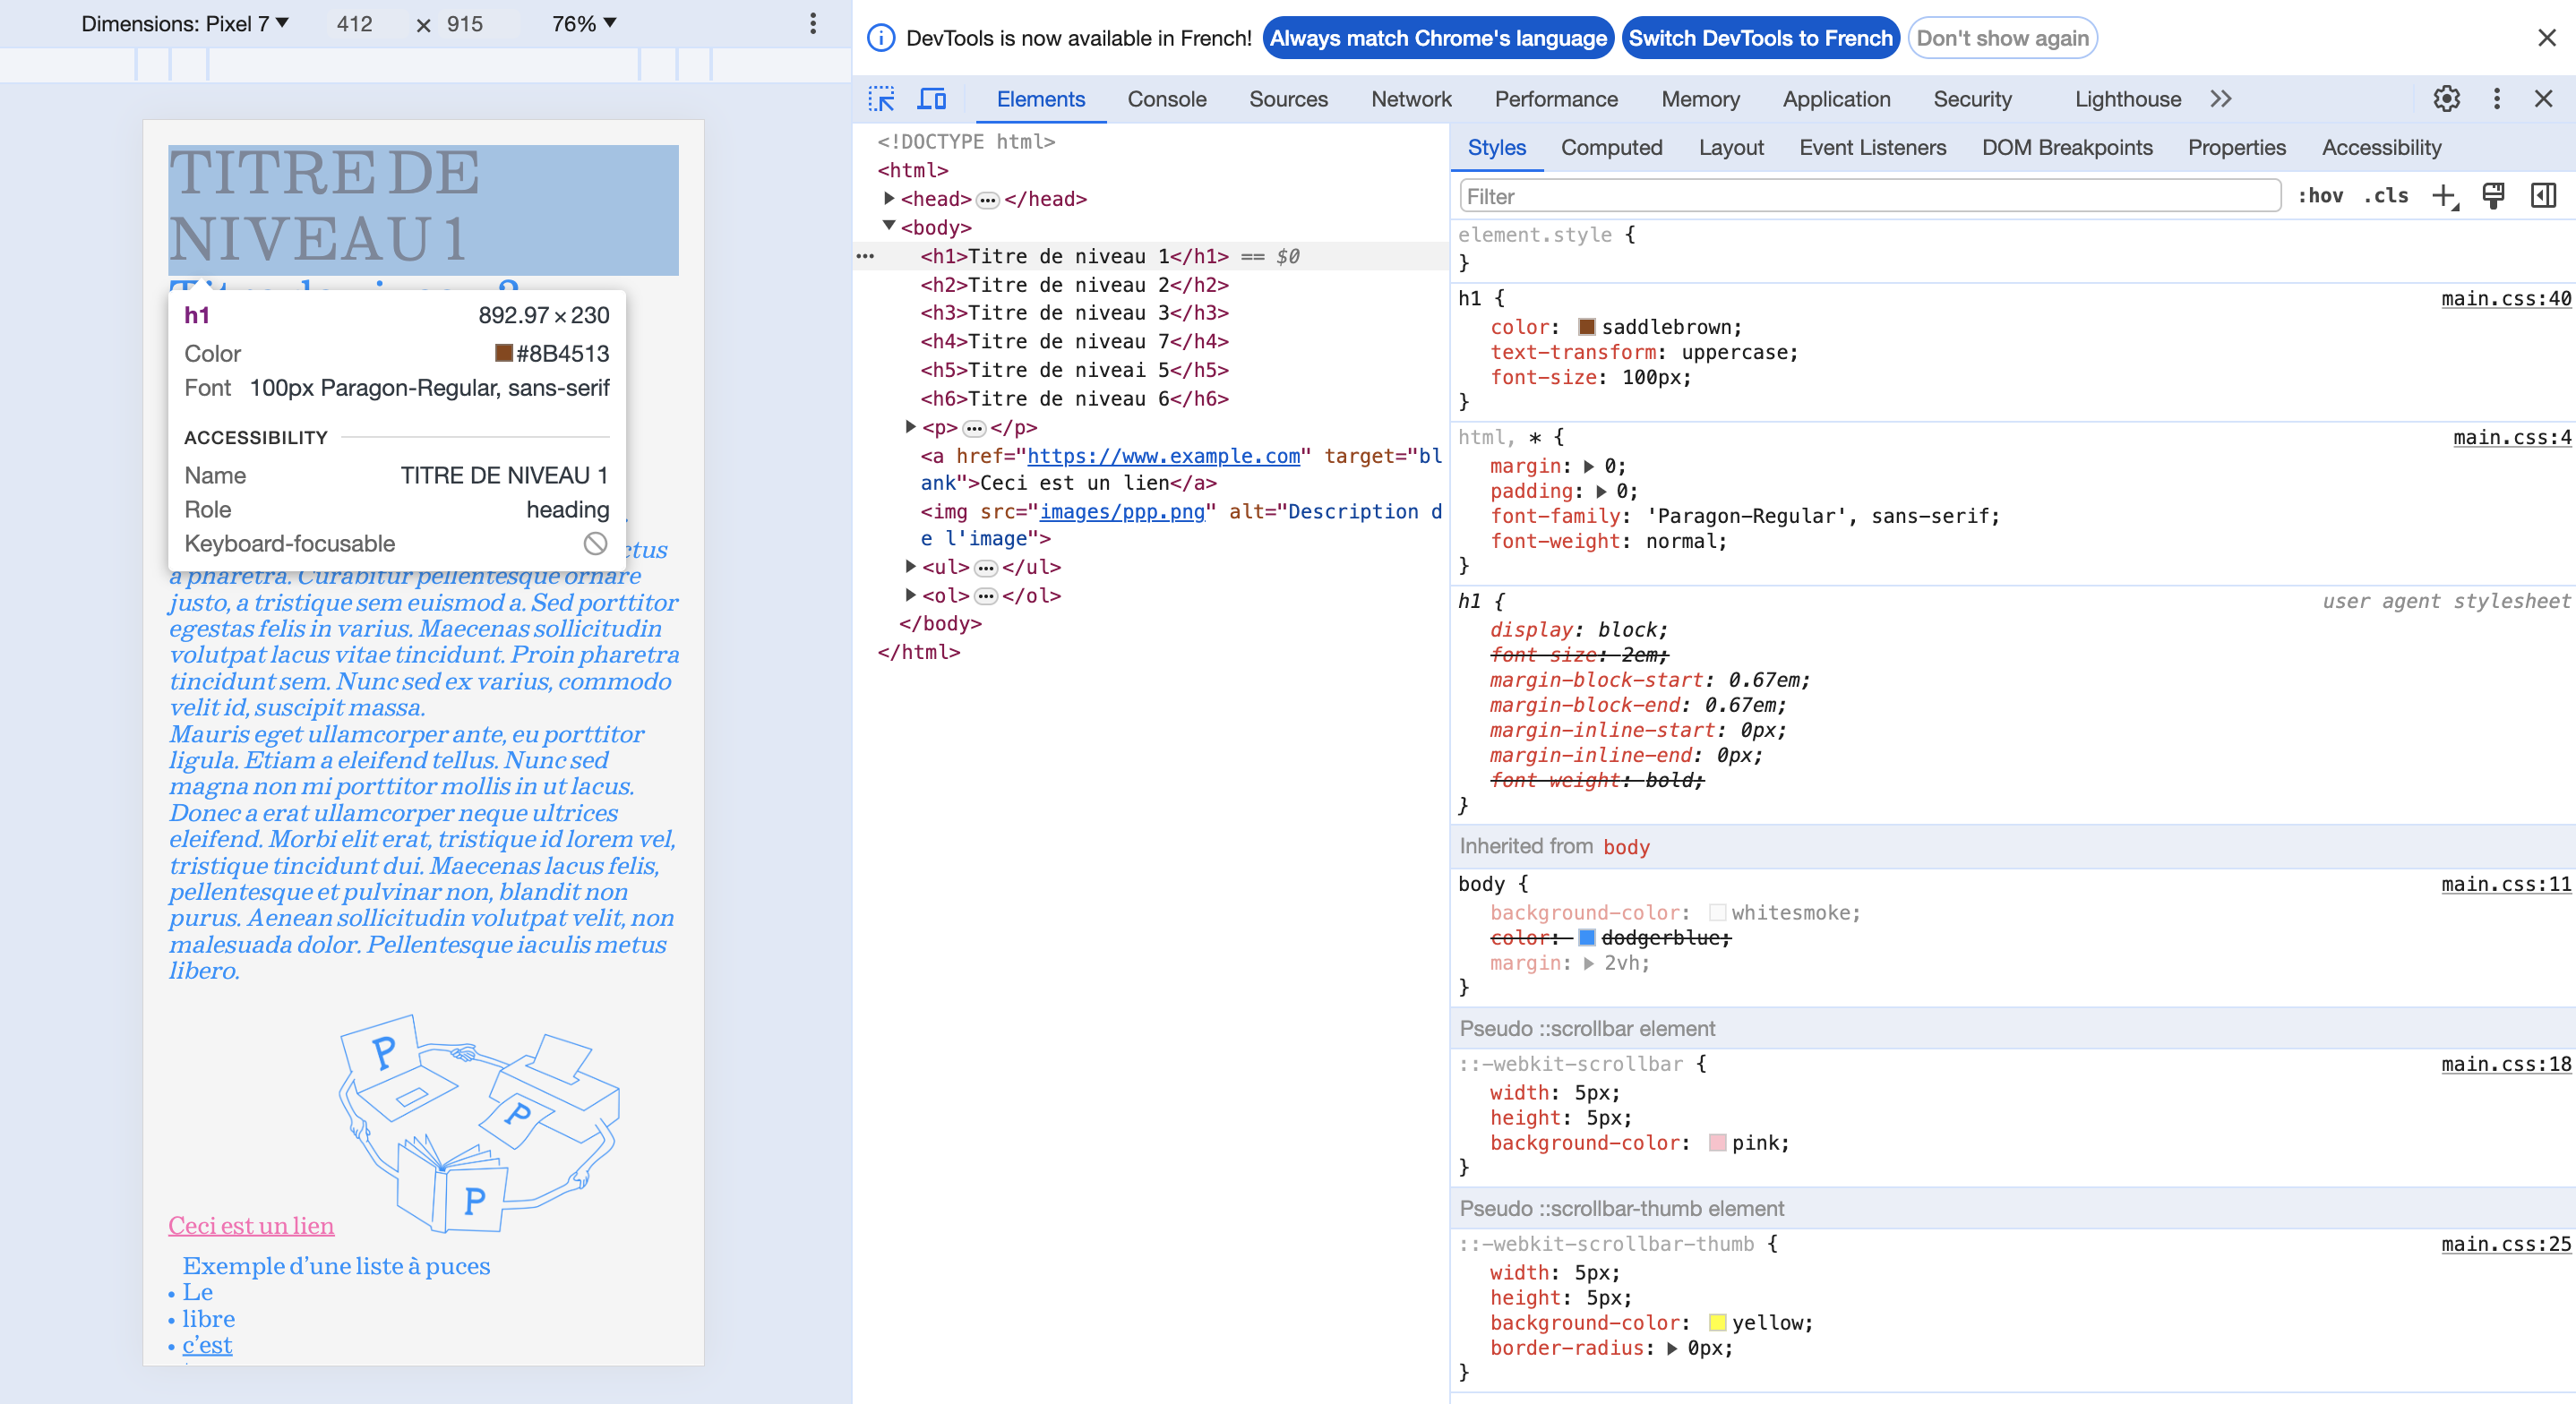 Dimensions: Pixel 7 ▼ 412 × 915 76% ▼
TITRE DE
NIVEAU 1
h1 892.97 × 230
Color #8B4513
Font 100px Paragon-Regular, sans-serif
ACCESSIBILITY
Name TITRE DE NIVEAU 1
Role heading
Keyboard-focusable
ctus
a pharetra. Curabitur pellentesque ornare
justo, a tristique sem euismod a. Sed porttitor
egestas felis in varius. Maecenas sollicitudin
volutpat lacus vitae tincidunt. Proin pharetra
tincidunt sem. Nunc sed ex varius, commodo
velit id, suscipit massa.
Mauris eget ullamcorper ante, eu porttitor
ligula. Etiam a eleifend tellus. Nunc sed
magna non mi porttitor mollis in ut lacus.
Donec a erat ullamcorper neque ultrices
eleifend. Morbi elit erat, tristique id lorem vel,
tristique tincidunt dui. Maecenas lacus felis,
pellentesque et pulvinar non, blandit non
purus. Aenean sollicitudin volutpat velit, non
malesuada dolor. Pellentesque iaculis metus
libero.
P
P
P
Ceci est un lien
Exemple d’une liste à puces
• Le
• libre
• c’est
DevTools is now available in French! Always match Chrome's language Switch DevTools to French Don't show again
Elements Console Sources Network Performance Memory Application Security Lighthouse
<!DOCTYPE html>
<html>
▶ <head> ••• </head>
▼ <body>
••• <h1>Titre de niveau 1</h1> == $0
<h2>Titre de niveau 2</h2>
<h3>Titre de niveau 3</h3>
<h4>Titre de niveau 7</h4>
<h5>Titre de niveai 5</h5>
<h6>Titre de niveau 6</h6>
▶ <p> ••• </p>
<a href="https://www.example.com" target="bl
ank">Ceci est un lien</a>
<img src="images/ppp.png" alt="Description d
e l'image">
▶ <ul> ••• </ul>
▶ <ol> ••• </ol>
</body>
</html>
Styles Computed Layout Event Listeners DOM Breakpoints Properties Accessibility
Filter :hov .cls
element.style {
}
h1 { main.css:40
color: saddlebrown;
text-transform: uppercase;
font-size: 100px;
}
html, * { main.css:4
margin: ▶ 0;
padding: ▶ 0;
font-family: 'Paragon-Regular', sans-serif;
font-weight: normal;
}
h1 { user agent stylesheet
display: block;
font-size: 2em;
margin-block-start: 0.67em;
margin-block-end: 0.67em;
margin-inline-start: 0px;
margin-inline-end: 0px;
font-weight: bold;
}
Inherited from body
body { main.css:11
background-color: whitesmoke;
color: dodgerblue;
margin: ▶ 2vh;
}
Pseudo ::scrollbar element
::-webkit-scrollbar { main.css:18
width: 5px;
height: 5px;
background-color: pink;
}
Pseudo ::scrollbar-thumb element
::-webkit-scrollbar-thumb { main.css:25
width: 5px;
height: 5px;
background-color: yellow;
border-radius: ▶ 0px;
}